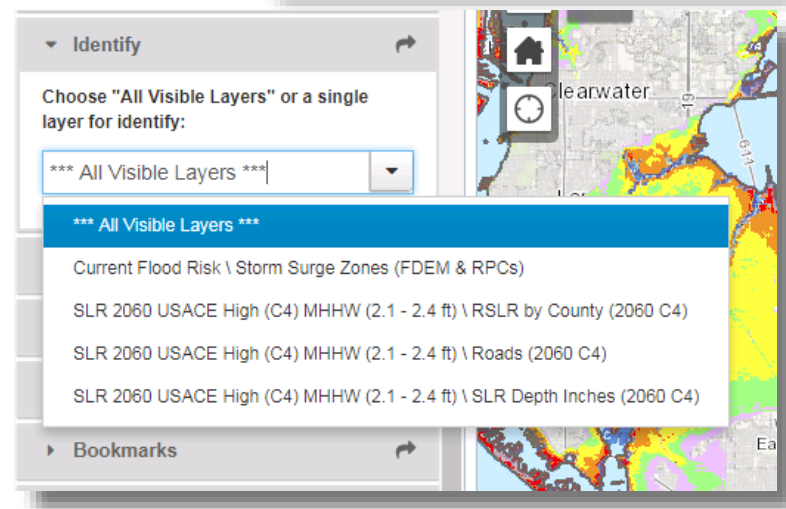 Identify
Choose "All Visible Layers" or a single
layer for identify:
*** All Visible Layers ***
*** All Visible Layers ***
Current Flood Risk \ Storm Surge Zones (FDEM & RPCs)
SLR 2060 USACE High (C4) MHHW (2.1 - 2.4 ft) \ RSLR by County (2060 C4)
SLR 2060 USACE High (C4) MHHW (2.1 - 2.4 ft) \ Roads (2060 C4)
SLR 2060 USACE High (C4) MHHW (2.1 - 2.4 ft) \ SLR Depth Inches (2060 C4)
Bookmarks
Clearwater
19
611
Ea